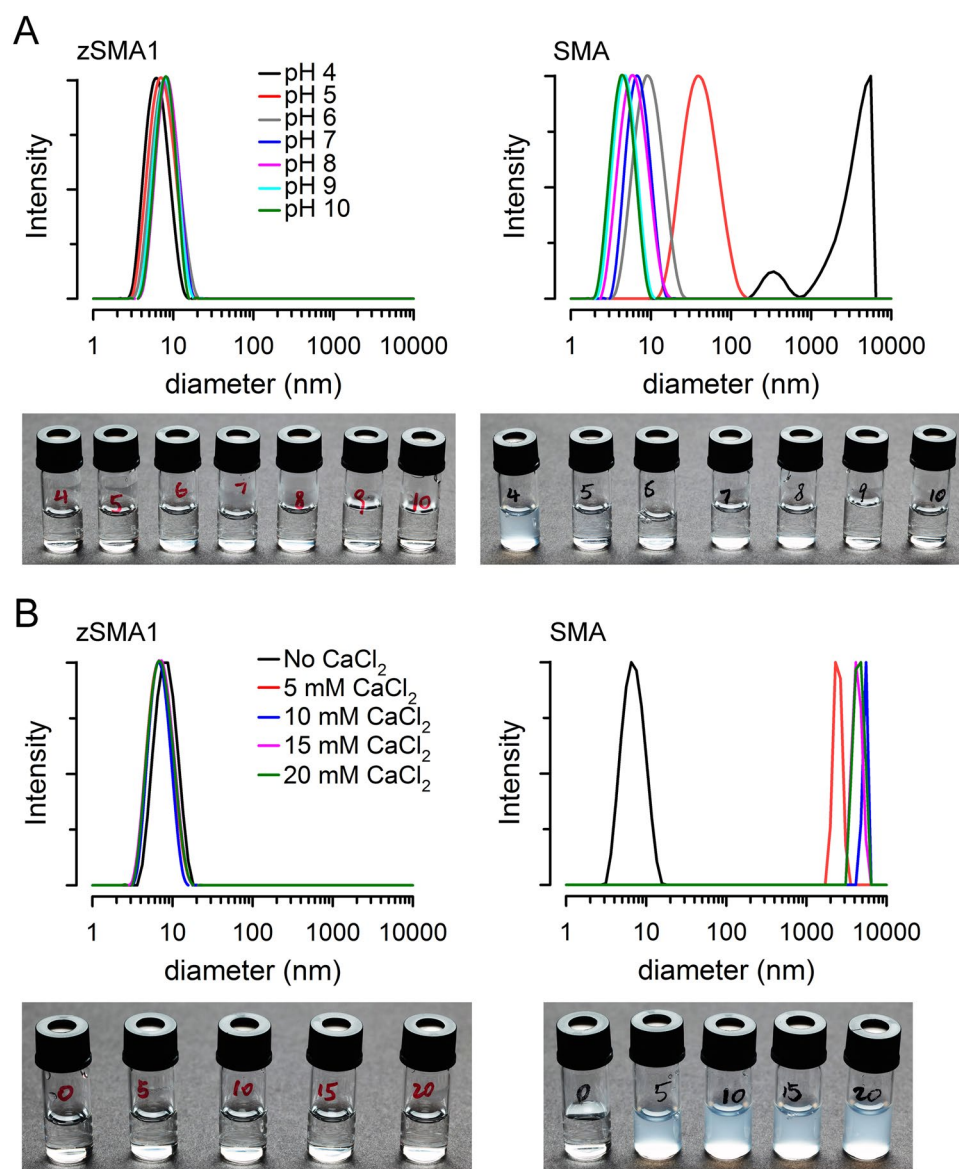 A
zSMA1
SMA
pH 4
pH 5
pH 6
pH 7
pH 8
pH 9
pH 10
Intensity
Intensity
1 10 100 1000 10000
1 10 100 1000 10000
diameter (nm)
diameter (nm)
4 5 6 7 8 9 10
4 5 6 7 8 9 10
B
zSMA1
SMA
No CaCl₂
5 mM CaCl₂
10 mM CaCl₂
15 mM CaCl₂
20 mM CaCl₂
Intensity
Intensity
1 10 100 1000 10000
1 10 100 1000 10000
diameter (nm)
diameter (nm)
0 5 10 15 20
0 5 10 15 20